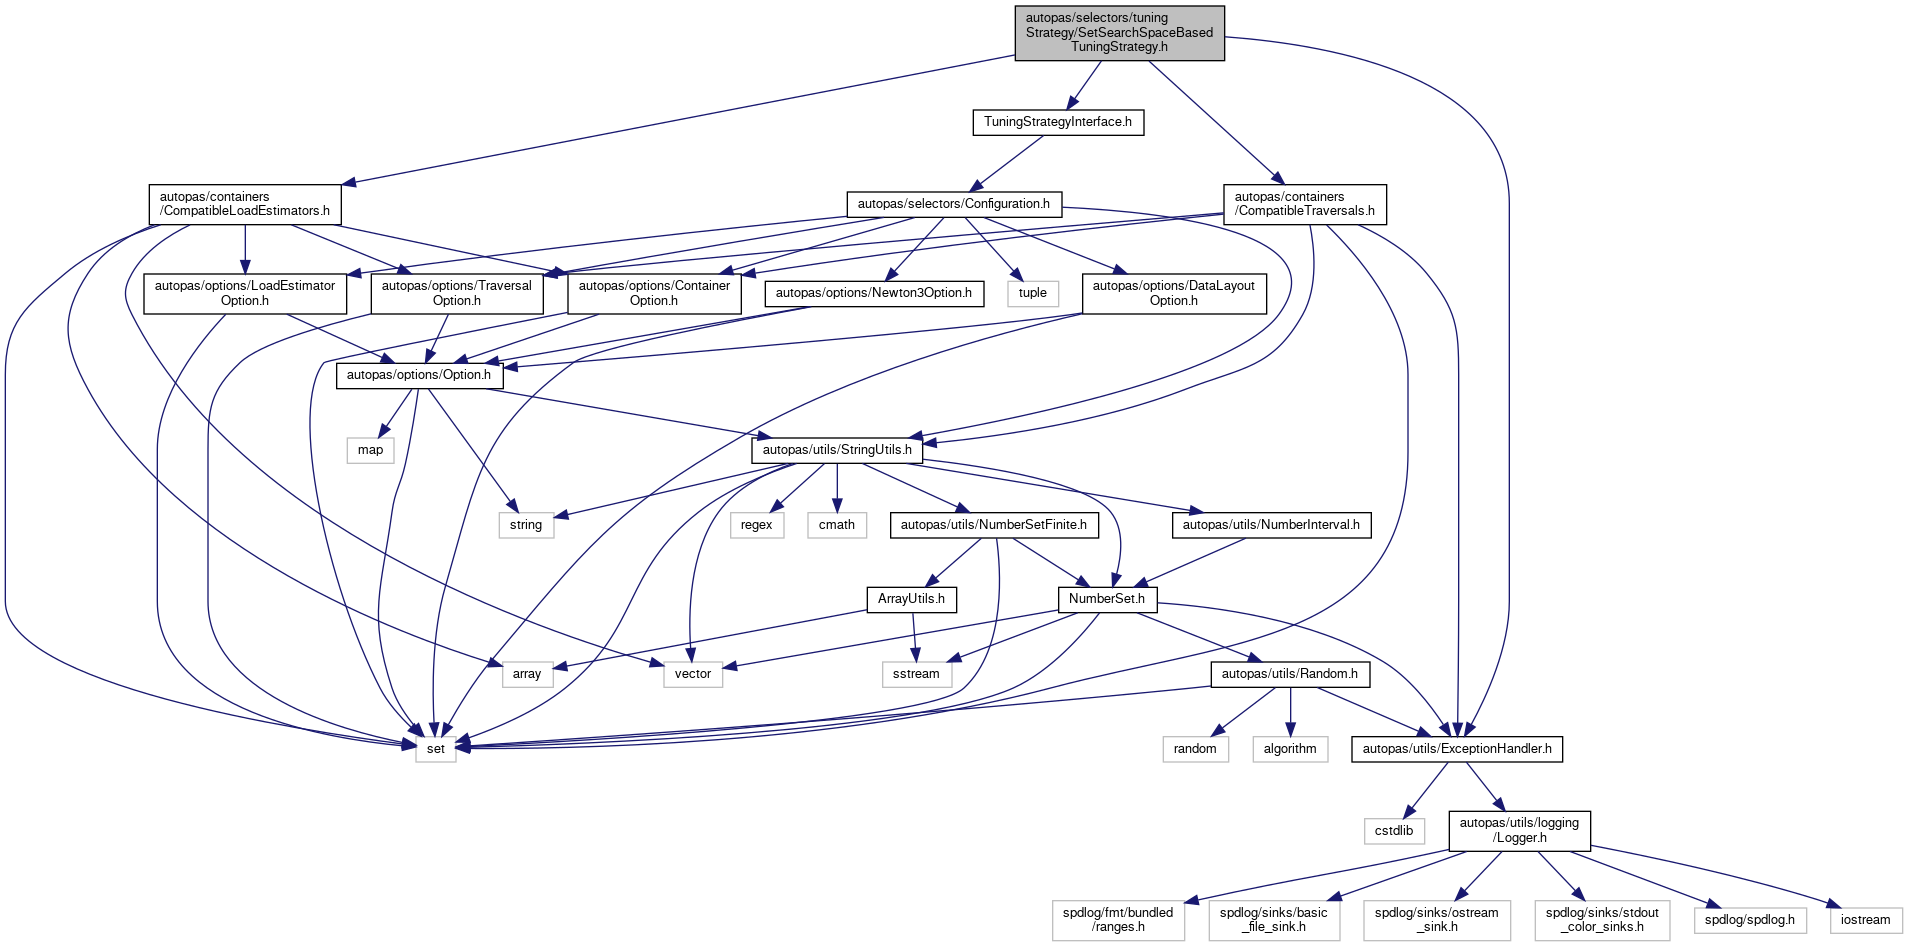 autopas/selectors/tuning
Strategy/SetSearchSpaceBased
TuningStrategy.h
TuningStrategyInterface.h
autopas/containers
/CompatibleLoadEstimators.h
autopas/selectors/Configuration.h
autopas/containers
/CompatibleTraversals.h
autopas/options/LoadEstimator
Option.h
autopas/options/Traversal
Option.h
autopas/options/Container
Option.h
autopas/options/Newton3Option.h
tuple
autopas/options/DataLayout
Option.h
autopas/options/Option.h
map
autopas/utils/StringUtils.h
string
regex
cmath
autopas/utils/NumberSetFinite.h
autopas/utils/NumberInterval.h
ArrayUtils.h
NumberSet.h
array
vector
sstream
autopas/utils/Random.h
set
random
algorithm
autopas/utils/ExceptionHandler.h
cstdlib
autopas/utils/logging
/Logger.h
spdlog/fmt/bundled
/ranges.h
spdlog/sinks/basic
_file_sink.h
spdlog/sinks/ostream
_sink.h
spdlog/sinks/stdout
_color_sinks.h
spdlog/spdlog.h
iostream